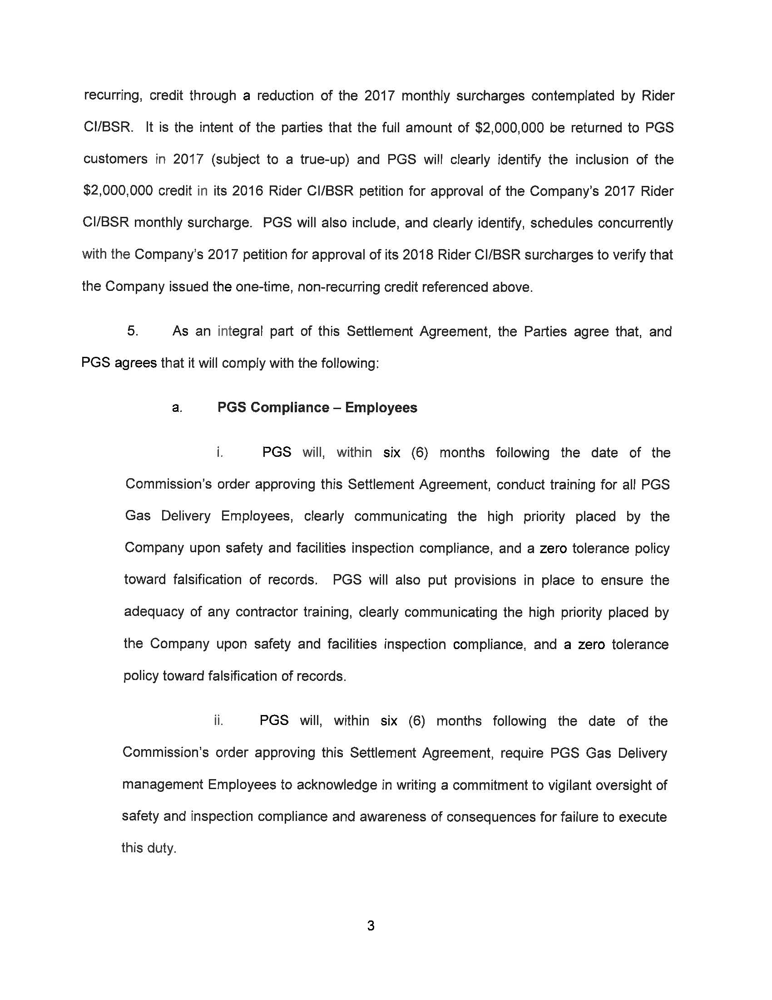 recurring, credit through a reduction of the 2017 monthly surcharges contemplated by Rider
CI/BSR. It is the intent of the parties that the full amount of $2,000,000 be returned to PGS
customers in 2017 (subject to a true-up) and PGS will clearly identify the inclusion of the
$2,000,000 credit in its 2016 Rider CI/BSR petition for approval of the Company's 2017 Rider
CI/BSR monthly surcharge. PGS will also include, and clearly identify, schedules concurrently
with the Company's 2017 petition for approval of its 2018 Rider CI/BSR surcharges to verify that
the Company issued the one-time, non-recurring credit referenced above.
5. As an integral part of this Settlement Agreement, the Parties agree that, and
PGS agrees that it will comply with the following:
a. PGS Compliance – Employees
i. PGS will, within six (6) months following the date of the
Commission's order approving this Settlement Agreement, conduct training for all PGS
Gas Delivery Employees, clearly communicating the high priority placed by the
Company upon safety and facilities inspection compliance, and a zero tolerance policy
toward falsification of records. PGS will also put provisions in place to ensure the
adequacy of any contractor training, clearly communicating the high priority placed by
the Company upon safety and facilities inspection compliance, and a zero tolerance
policy toward falsification of records.
ii. PGS will, within six (6) months following the date of the
Commission's order approving this Settlement Agreement, require PGS Gas Delivery
management Employees to acknowledge in writing a commitment to vigilant oversight of
safety and inspection compliance and awareness of consequences for failure to execute
this duty.
3